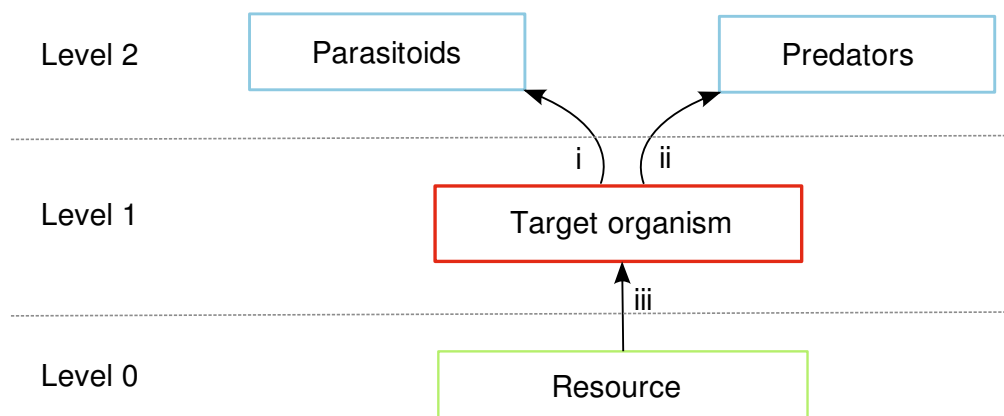 Level 2
Parasitoids
Predators
i
ii
Level 1
Target organism
iii
Level 0
Resource